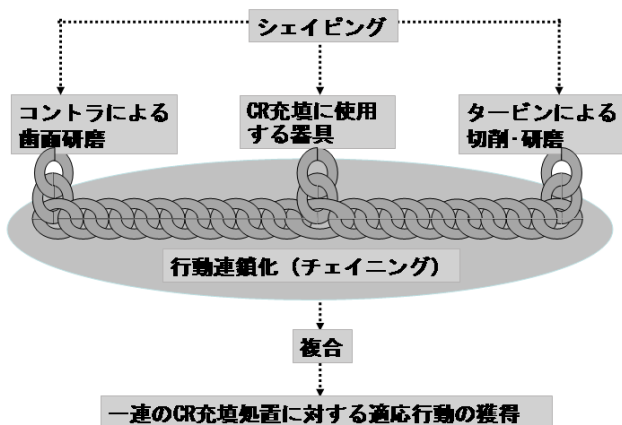 シェイピング
コントラによる
歯面研磨
CR充填に使用
する器具
タービンによる
切削・研磨
行動連鎖化（チェイニング）
複合
一連のCR充填処置に対する適応行動の獲得